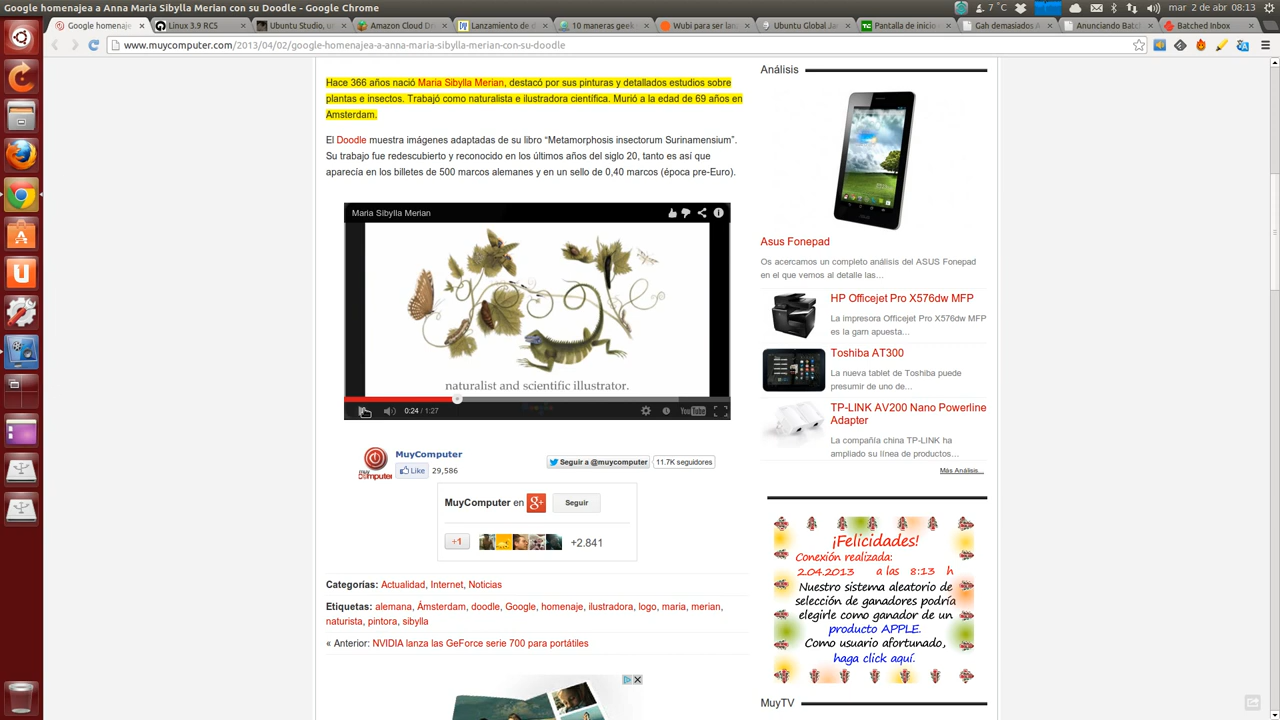 Google homenajea a Anna Maria Sibylla Merian con su Doodle - Google Chrome
7°C
08:13
Google homenaje
Linux 3.9 RC5
Ubuntu Studio, un
Amazon Cloud Dr
Lanzamiento de
10 maneras geek
Wubi para ser lanz
Ubuntu Global Jar
Pantalla de inicio
Gah demasiados A
Anunciando Batcl
Batched Inbox
www.muycomputer.com/2013/04/02/google-homenajea-a-anna-maria-sibylla-merian-con-su-doodle
Hace 366 años nació Maria Sibylla Merian, destacó por sus pinturas y detallados estudios sobre
plantas e insectos. Trabajó como naturalista e ilustradora científica. Murió a la edad de 69 años en
Amsterdam.
El Doodle muestra imágenes adaptadas de su libro “Metamorphosis insectorum Surinamensium”.
Su trabajo fue redescubierto y reconocido en los últimos años del siglo 20, tanto es así que
aparecía en los billetes de 500 marcos alemanes y en un sello de 0,40 marcos (época pre-Euro).
Maria Sibylla Merian
naturalist and scientific illustrator.
0:24 / 1:27
YouTube
MuyComputer
Like 29,586
Seguir a @muycomputer 11.7K seguidores
MuyComputer en g+ Seguir
+1 +2.841
Categorías: Actualidad, Internet, Noticias
Etiquetas: alemana, Ámsterdam, doodle, Google, homenaje, ilustradora, logo, maria, merian,
naturista, pintora, sibylla
« Anterior: NVIDIA lanza las GeForce serie 700 para portátiles
Análisis
Asus Fonepad
Os acercamos un completo análisis del ASUS Fonepad
en el que vemos al detalle las...
HP Officejet Pro X576dw MFP
La impresora Officejet Pro X576dw MFP
es la gam apuesta...
Toshiba AT300
La nueva tablet de Toshiba puede
presumir de uno de...
TP-LINK AV200 Nano Powerline
Adapter
La compañía china TP-LINK ha
ampliado su línea de productos...
Más Análisis...
¡Felicidades!
Conexión realizada:
2.04.2013 a las 8:13 h
Nuestro sistema aleatorio de
selección de ganadores podría
elegirle como ganador de un
producto APPLE.
Como usuario afortunado,
haga click aquí.
MuyTV